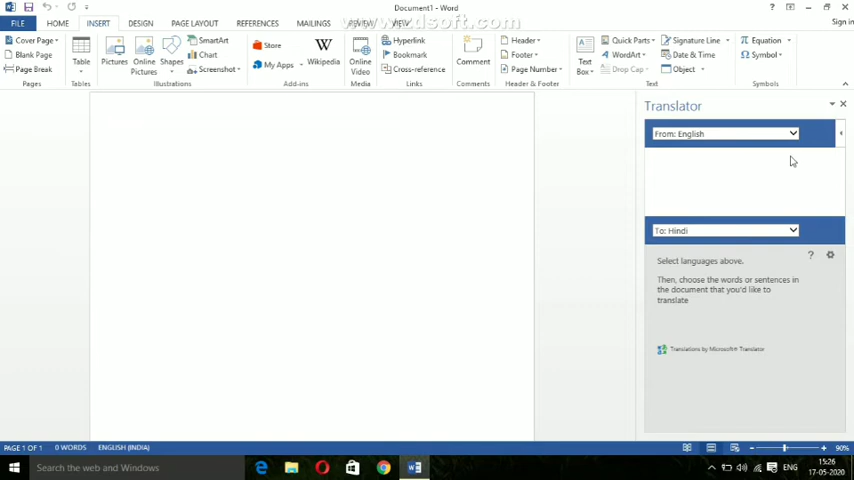 Document1 - Word
Sign in
FILE HOME INSERT DESIGN PAGE LAYOUT REFERENCES MAILINGS REVIEW VIEW
Cover Page
Blank Page
Page Break
Pages
Table
Tables
Pictures
Online Pictures
Shapes
SmartArt
Chart
Screenshot
Illustrations
Store
My Apps
Wikipedia
Add-ins
Online Video
Media
Hyperlink
Bookmark
Cross-reference
Links
Comment
Comments
Header
Footer
Page Number
Header & Footer
Text Box
Quick Parts
WordArt
Drop Cap
Signature Line
Date & Time
Object
Text
Equation
Symbol
Symbols
Translator
From: English
To: Hindi
Select languages above.
Then, choose the words or sentences in
the document that you'd like to
translate
Translations by Microsoft® Translator
PAGE 1 OF 1 0 WORDS ENGLISH (INDIA)
90%
Search the web and Windows
ENG
15:26
17-05-2020